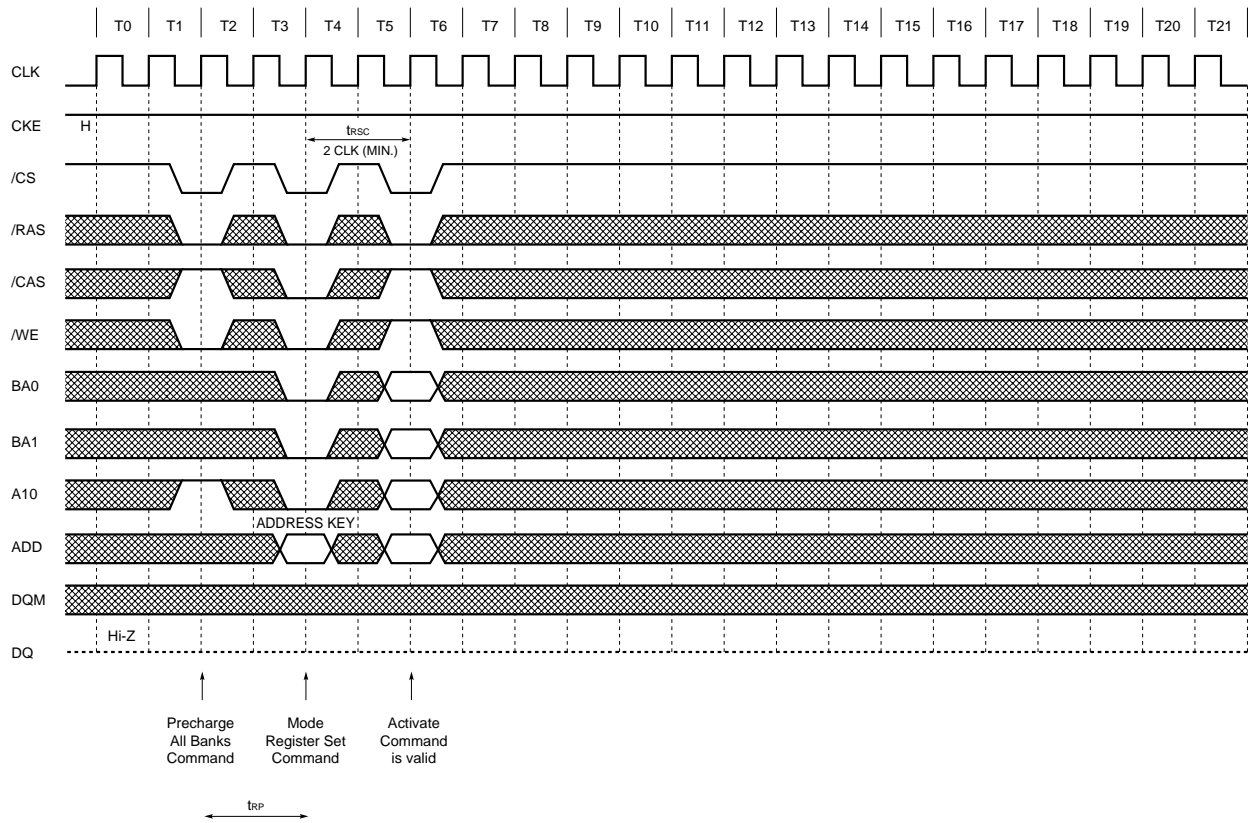 T0 T1 T2 T3 T4 T5 T6 T7 T8 T9 T10 T11 T12 T13 T14 T15 T16 T17 T18 T19 T20 T21
CLK
CKE H
tRSC
2 CLK (MIN.)
/CS
/RAS
/CAS
/WE
BA0
BA1
A10
ADDRESS KEY
ADD
DQM
Hi-Z
DQ
Precharge
All Banks
Command
Mode
Register Set
Command
Activate
Command
is valid
tRP